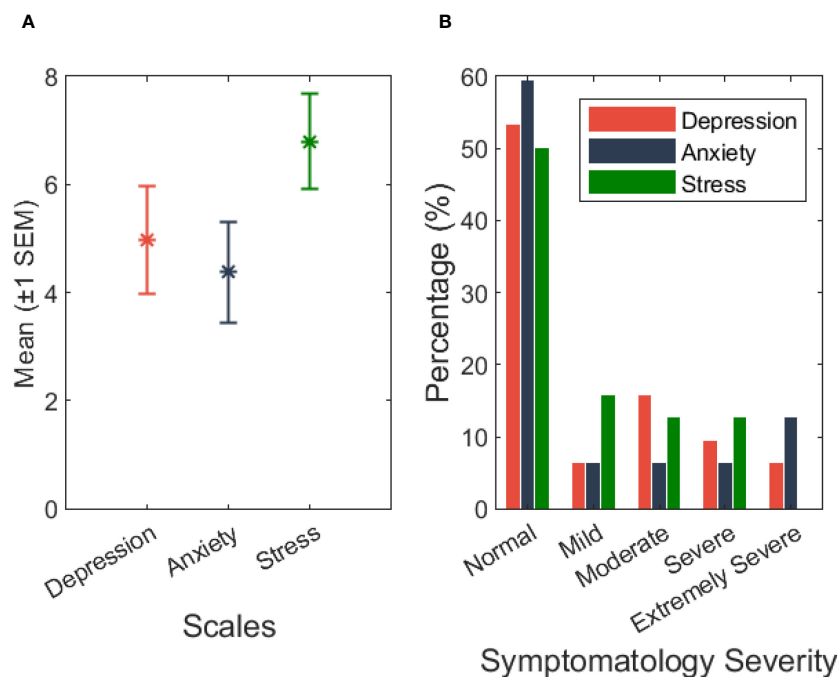 A
Mean (±1 SEM)
8
6
4
2
0
Depression
Anxiety
Stress
Scales
B
Percentage (%)
60
50
40
30
20
10
0
Depression
Anxiety
Stress
Normal
Mild
Moderate
Severe
Extremely Severe
Symptomatology Severity